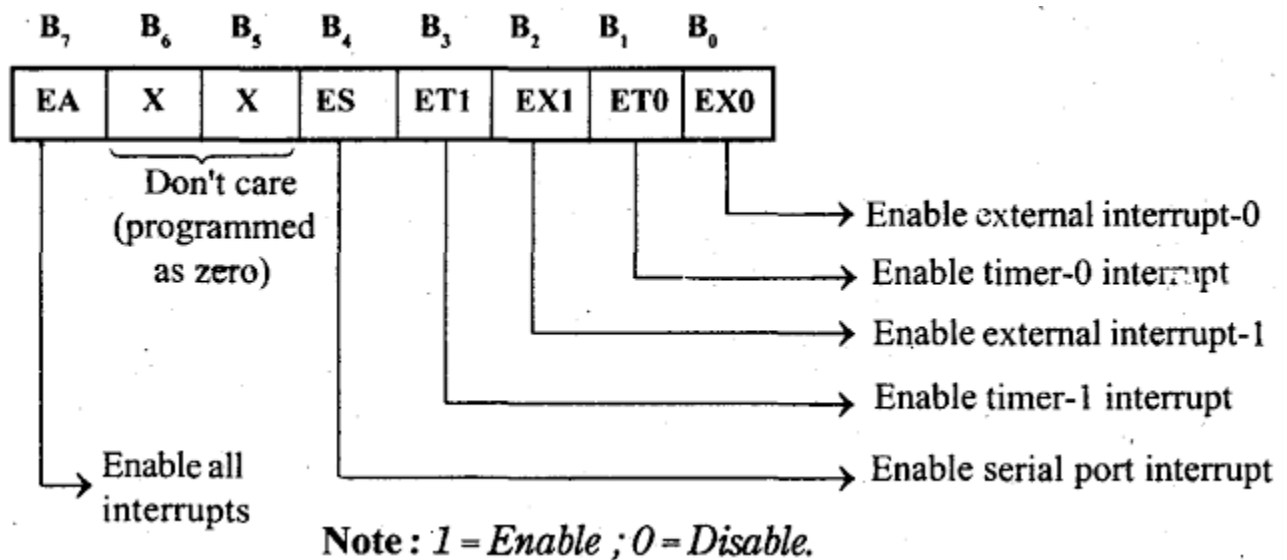 B₇ B₆ B₅ B₄ B₃ B₂ B₁ B₀
EA X X ES ET1 EX1 ET0 EX0
Don't care
(programmed
as zero)
Enable external interrupt-0
Enable timer-0 interrupt
Enable external interrupt-1
Enable timer-1 interrupt
Enable serial port interrupt
Enable all
interrupts
Note : 1 = Enable ; 0 = Disable.